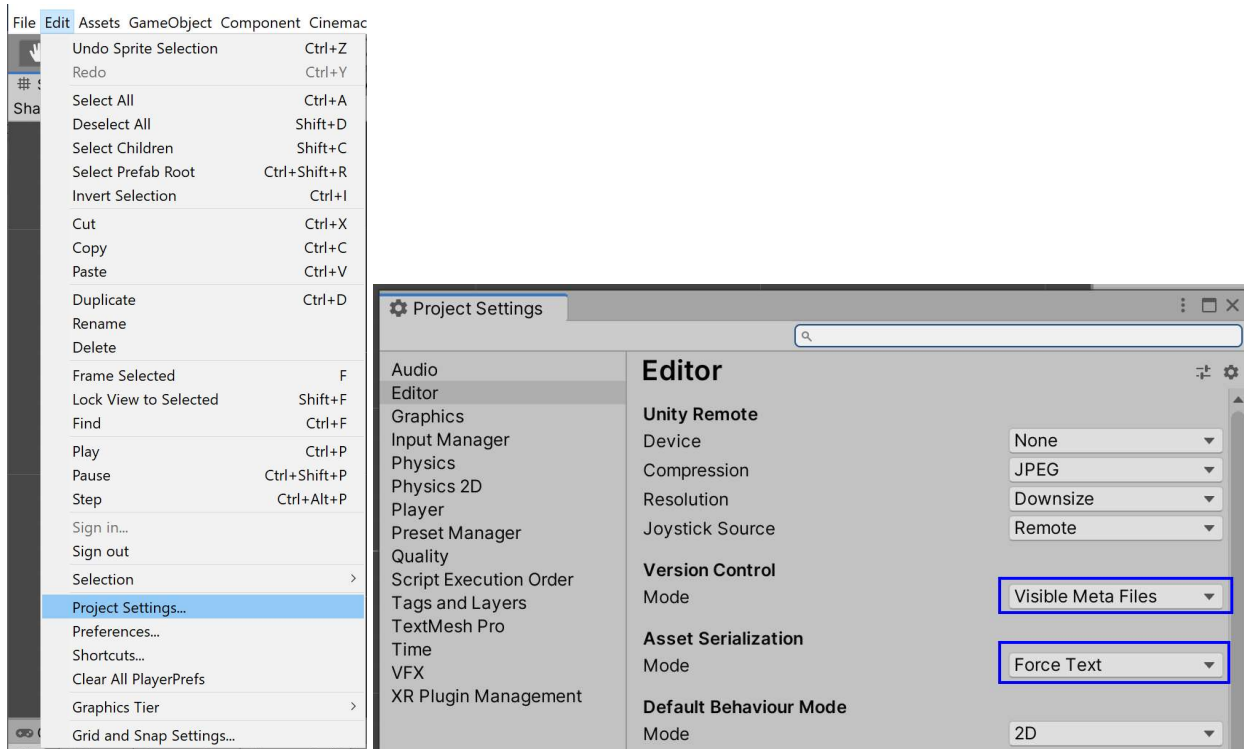 File Edit Assets GameObject Component Cinemac
Sha
Undo Sprite Selection Ctrl+Z
Redo Ctrl+Y
Select All Ctrl+A
Deselect All Shift+D
Select Children Shift+C
Select Prefab Root Ctrl+Shift+R
Invert Selection Ctrl+I
Cut Ctrl+X
Copy Ctrl+C
Paste Ctrl+V
Duplicate Ctrl+D
Rename
Delete
Frame Selected F
Lock View to Selected Shift+F
Find Ctrl+F
Play Ctrl+P
Pause Ctrl+Shift+P
Step Ctrl+Alt+P
Sign in...
Sign out
Selection >
Project Settings...
Preferences...
Shortcuts...
Clear All PlayerPrefs
Graphics Tier >
Grid and Snap Settings...
Project Settings
Audio
Editor
Graphics
Input Manager
Physics
Physics 2D
Player
Preset Manager
Quality
Script Execution Order
Tags and Layers
TextMesh Pro
Time
VFX
XR Plugin Management
Editor
Unity Remote
Device None
Compression JPEG
Resolution Downsize
Joystick Source Remote
Version Control
Mode Visible Meta Files
Asset Serialization
Mode Force Text
Default Behaviour Mode
Mode 2D